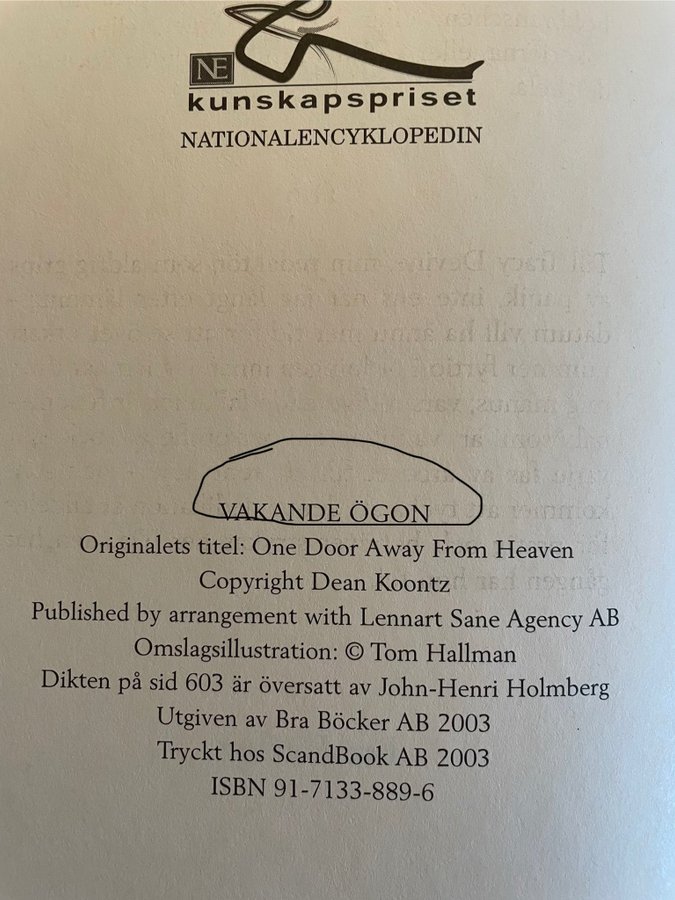 NE
kunskapspriset
NATIONALENCYKLOPEDIN
VAKANDE ÖGON
Originalets titel: One Door Away From Heaven
Copyright Dean Koontz
Published by arrangement with Lennart Sane Agency AB
Omslagsillustration: © Tom Hallman
Dikten på sid 603 är översatt av John-Henri Holmberg
Utgiven av Bra Böcker AB 2003
Tryckt hos ScandBook AB 2003
ISBN 91-7133-889-6